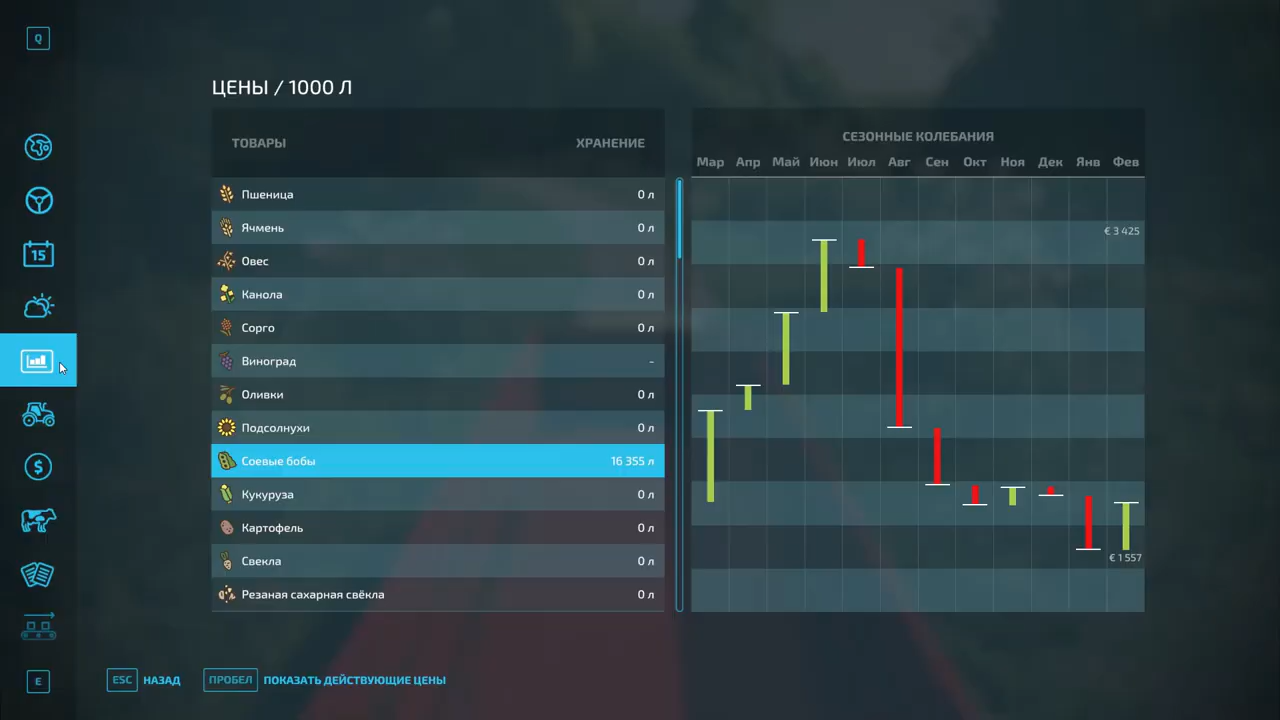 Q
ЦЕНЫ / 1000 Л
ТОВАРЫ ХРАНЕНИЕ
СЕЗОННЫЕ КОЛЕБАНИЯ
Мар Апр Май Июн Июл Авг Сен Окт Ноя Дек Янв Фев
Пшеница 0 л
Ячмень 0 л
€ 3 425
15
Овес 0 л
Канола 0 л
Сорго 0 л
Виноград -
Оливки 0 л
Подсолнухи 0 л
Соевые бобы 16 355 л
$
Кукуруза 0 л
Картофель 0 л
Свекла 0 л
€ 1 557
Резаная сахарная свёкла 0 л
E
ESC НАЗАД ПРОБЕЛ ПОКАЗАТЬ ДЕЙСТВУЮЩИЕ ЦЕНЫ